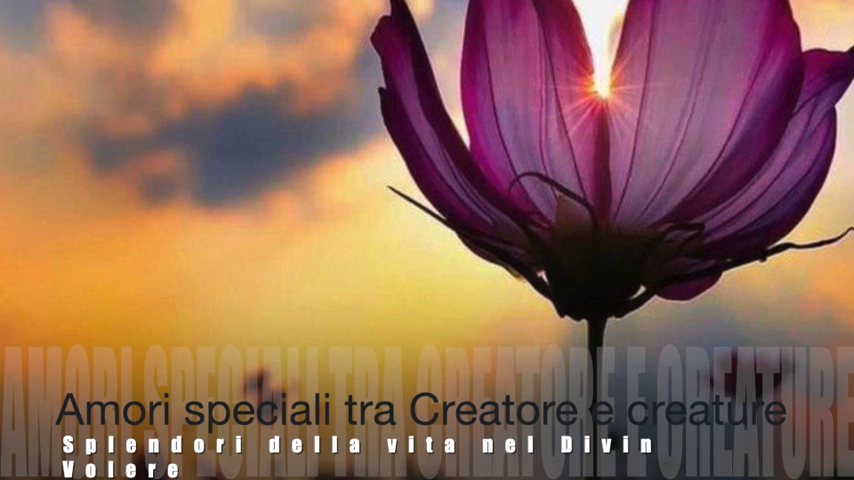 AMORI SPECIALI TRA CREATORE E CREATURE
Amori speciali tra Creatore e creature
Splendori della vita nel Divin
Volere